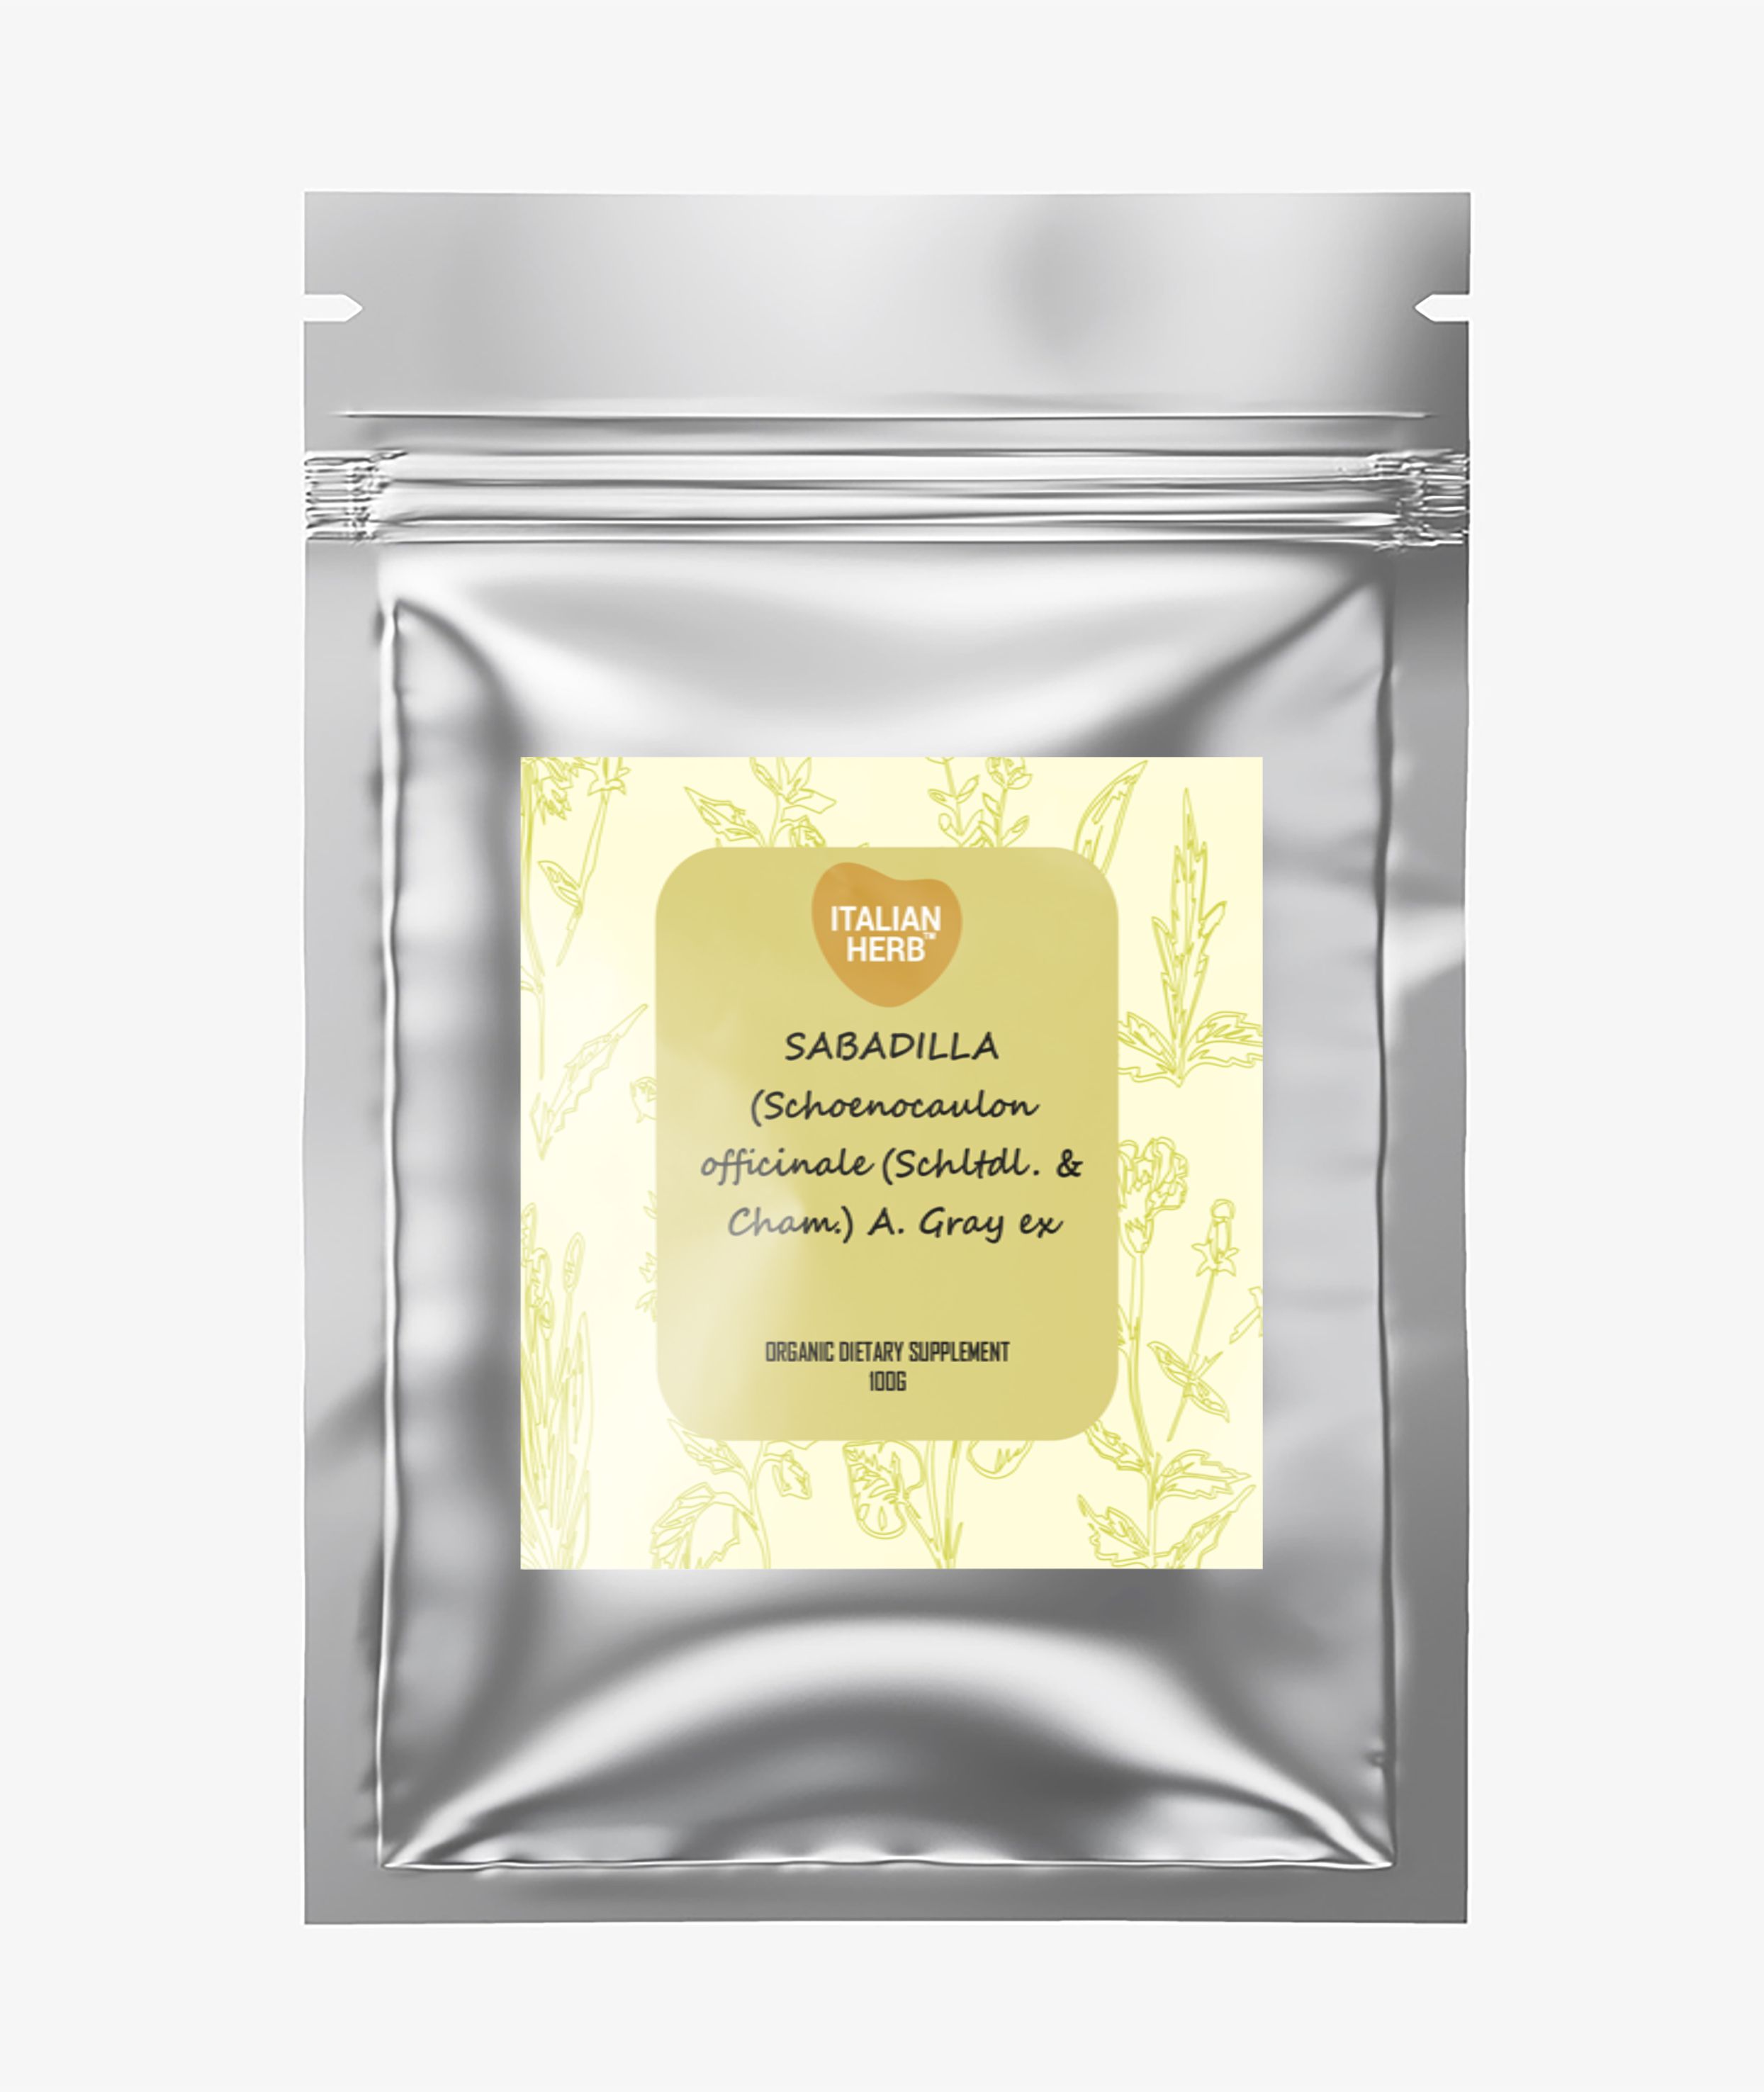 ITALIAN
HERB™
SABADILLA
(Schoenocaulon
officinale (Schltdl. &
Cham.) A. Gray ex
ORGANIC DIETARY SUPPLEMENT
100G